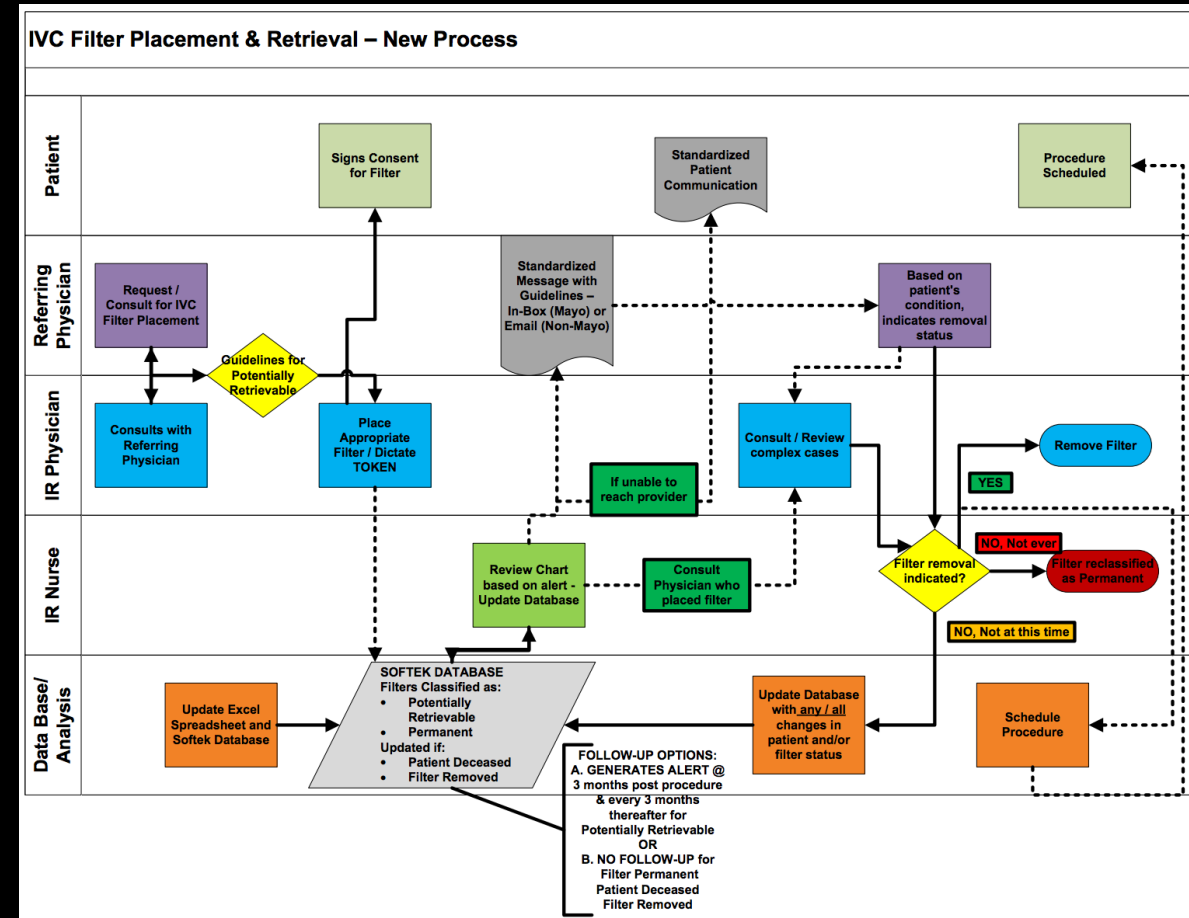 IVC Filter Placement & Retrieval – New Process
Patient
Signs Consent
for Filter
Standardized
Patient
Communication
Procedure
Scheduled
Referring
Physician
Request /
Consult for IVC
Filter Placement
Guidelines for
Potentially
Retrievable
Standardized
Message with
Guidelines –
In-Box (Mayo) or
Email (Non-Mayo)
Based on
patient's
condition,
indicates removal
status
IR Physician
Consults with
Referring
Physician
Place
Appropriate
Filter / Dictate
TOKEN
If unable to
reach provider
Consult / Review
complex cases
Remove Filter
YES
IR Nurse
Review Chart
based on alert -
Update Database
Consult
Physician who
placed filter
Filter removal
indicated?
NO, Not ever
Filter reclassified
as Permanent
NO, Not at this time
Data Base/
Analysis
Update Excel
Spreadsheet and
Softek Database
SOFTEK DATABASE
Filters Classified as:
• Potentially
Retrievable
• Permanent
Updated if:
• Patient Deceased
• Filter Removed
Update Database
with any / all
changes in
patient and/or
filter status
Schedule
Procedure
FOLLOW-UP OPTIONS:
A. GENERATES ALERT @
3 months post procedure
& every 3 months
thereafter for
Potentially Retrievable
OR
B. NO FOLLOW-UP for
Filter Permanent
Patient Deceased
Filter Removed